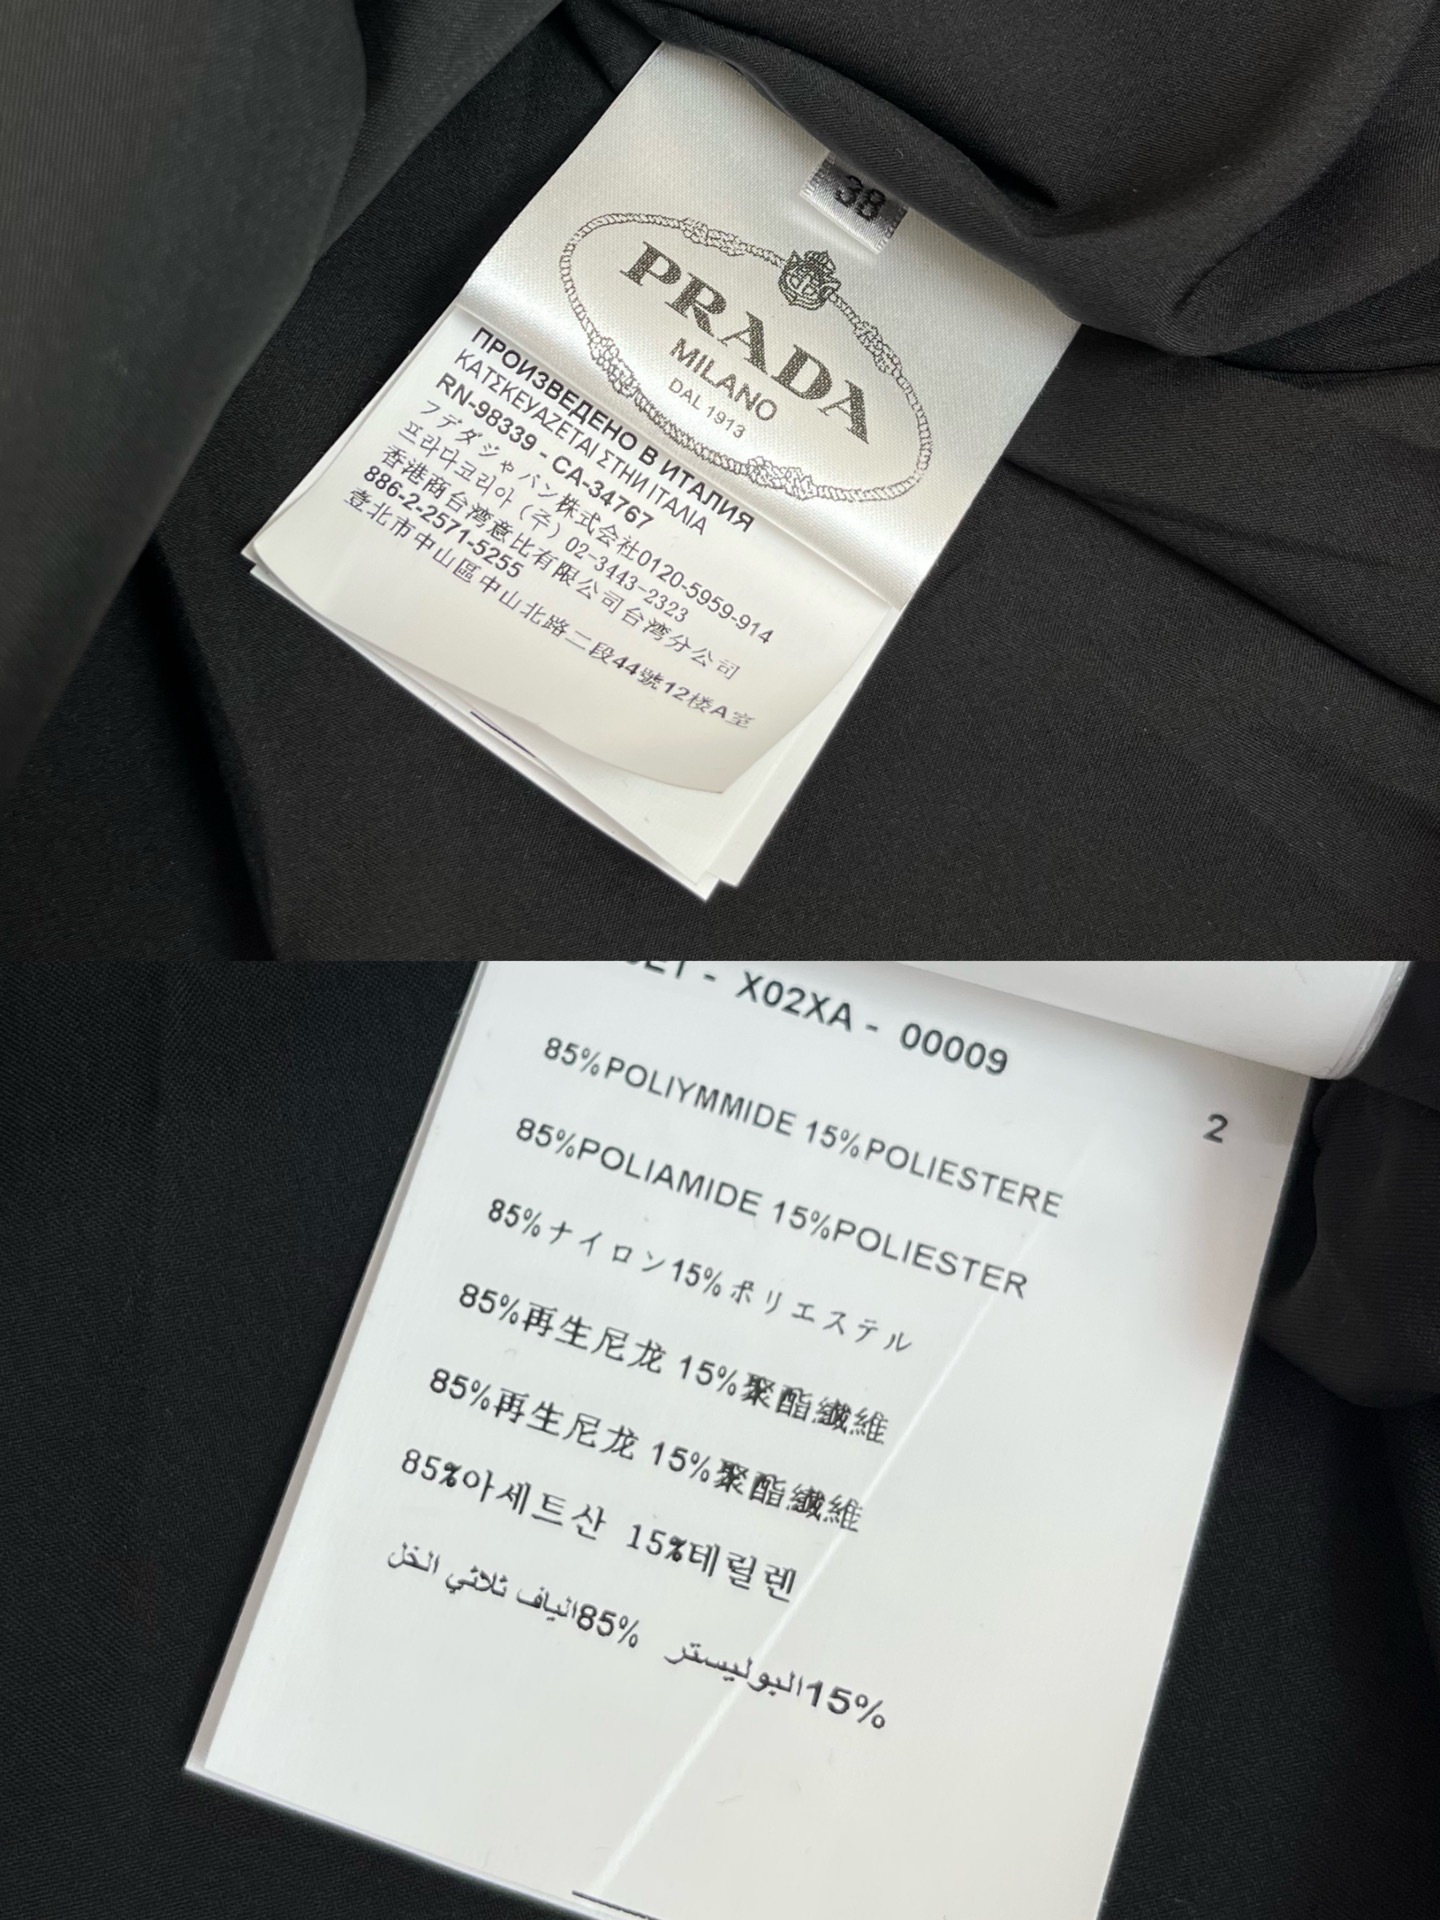 38
PRADA
MILANO
DAL 1913
ПРОИЗВЕДЕНО В ИТАЛИЯ
ΚΑΤΣΚΕΥΑΖΕΤΑΙ ΣΤΗΝ ΙΤΑΛΙΑ
RN-98339 - CA-34767
フデダジャパン株式会社0120-5959-914
프라다코리아 (주) 02-3443-2323
香港商台湾意比有限公司台湾分公司
886-2-2571-5255
壹北市中山區中山北路二段44號12楼A室
- X02XA - 00009
2
85%POLIYMMIDE 15%POLIESTERE
85%POLIAMIDE 15%POLIESTER
85%ナイロン15%ポリエステル
85%再生尼龙 15%聚酯纖維
85%再生尼龙 15%聚酯纖維
85%아세트산 15%테릴렌
15%البوليستر 85%الياف ثلاثي الخل